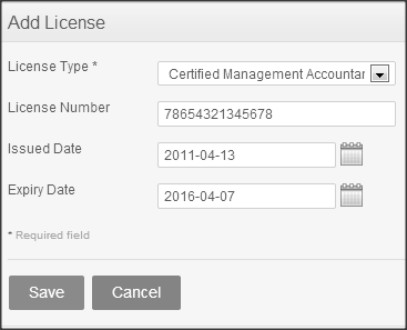 Add License
License Type *
Certified Management Accountar
License Number
78654321345678
Issued Date
2011-04-13
Expiry Date
2016-04-07
* Required field
Save Cancel